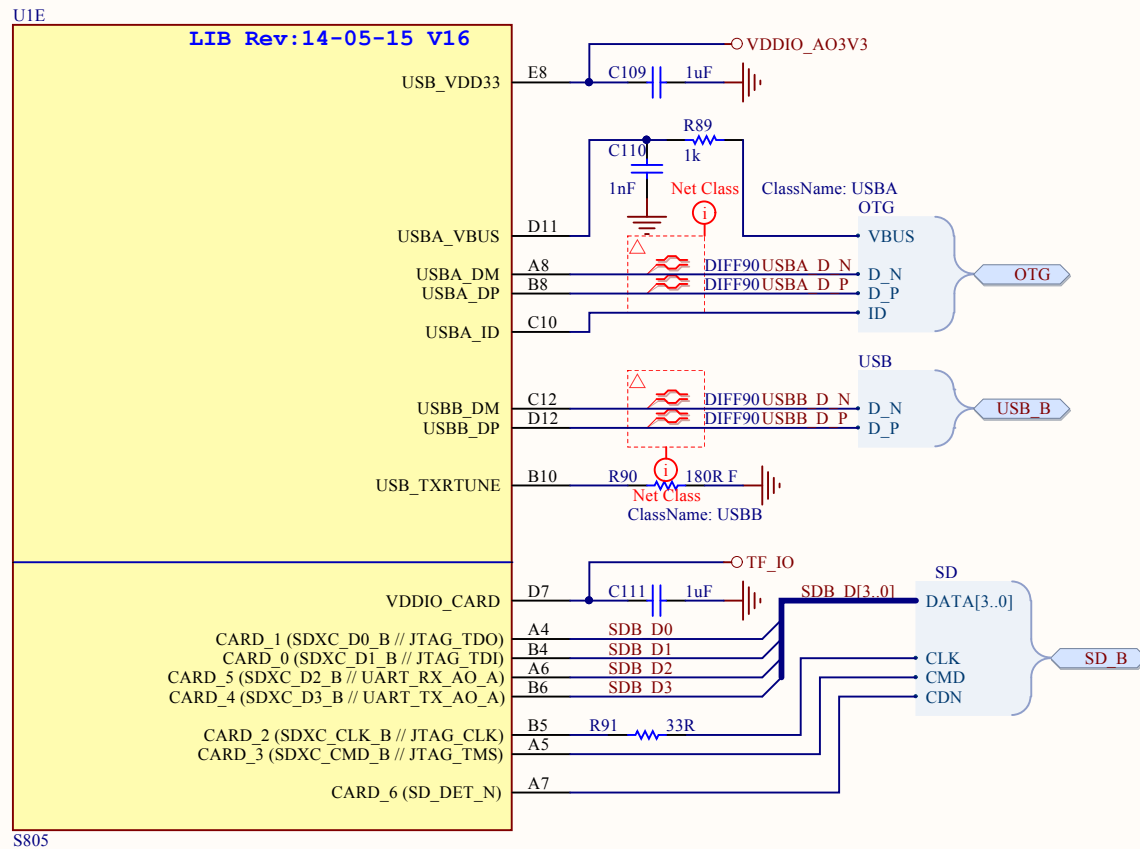 U1E
LIB Rev:14-05-15 V16
VDDIO_AO3V3
USB_VDD33 E8 C109 1uF
R89
C110 1k
1nF Net Class ClassName: USBA
i OTG
USBA_VBUS D11 VBUS
USBA_DM A8 DIFF90 USBA_D_N D_N OTG
USBA_DP B8 DIFF90 USBA_D_P D_P
USBA_ID C10 ID
USB
USBB_DM C12 DIFF90 USBB_D_N D_N USB_B
USBB_DP D12 DIFF90 USBB_D_P D_P
i
USB_TXRTUNE B10 R90 180R F
Net Class
ClassName: USBB
TF_IO
SD
VDDIO_CARD D7 C111 1uF SDB_D[3..0] DATA[3..0]
CARD_1 (SDXC_D0_B // JTAG_TDO) A4 SDB_D0
CARD_0 (SDXC_D1_B // JTAG_TDI) B4 SDB_D1 CLK SD_B
CARD_5 (SDXC_D2_B // UART_RX_AO_A) A6 SDB_D2 CMD
CARD_4 (SDXC_D3_B // UART_TX_AO_A) B6 SDB_D3 CDN
CARD_2 (SDXC_CLK_B // JTAG_CLK) B5 R91 33R
CARD_3 (SDXC_CMD_B // JTAG_TMS) A5
CARD_6 (SD_DET_N) A7
S805